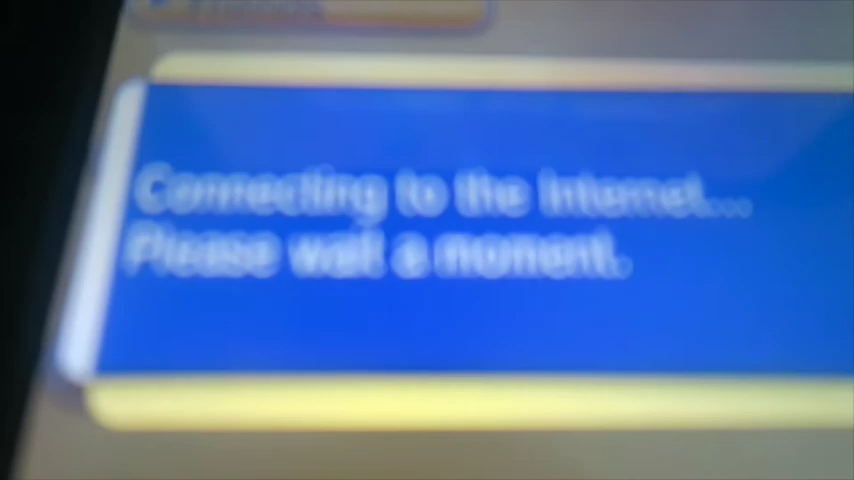 Connecting to the Internet...
Please wait a moment.